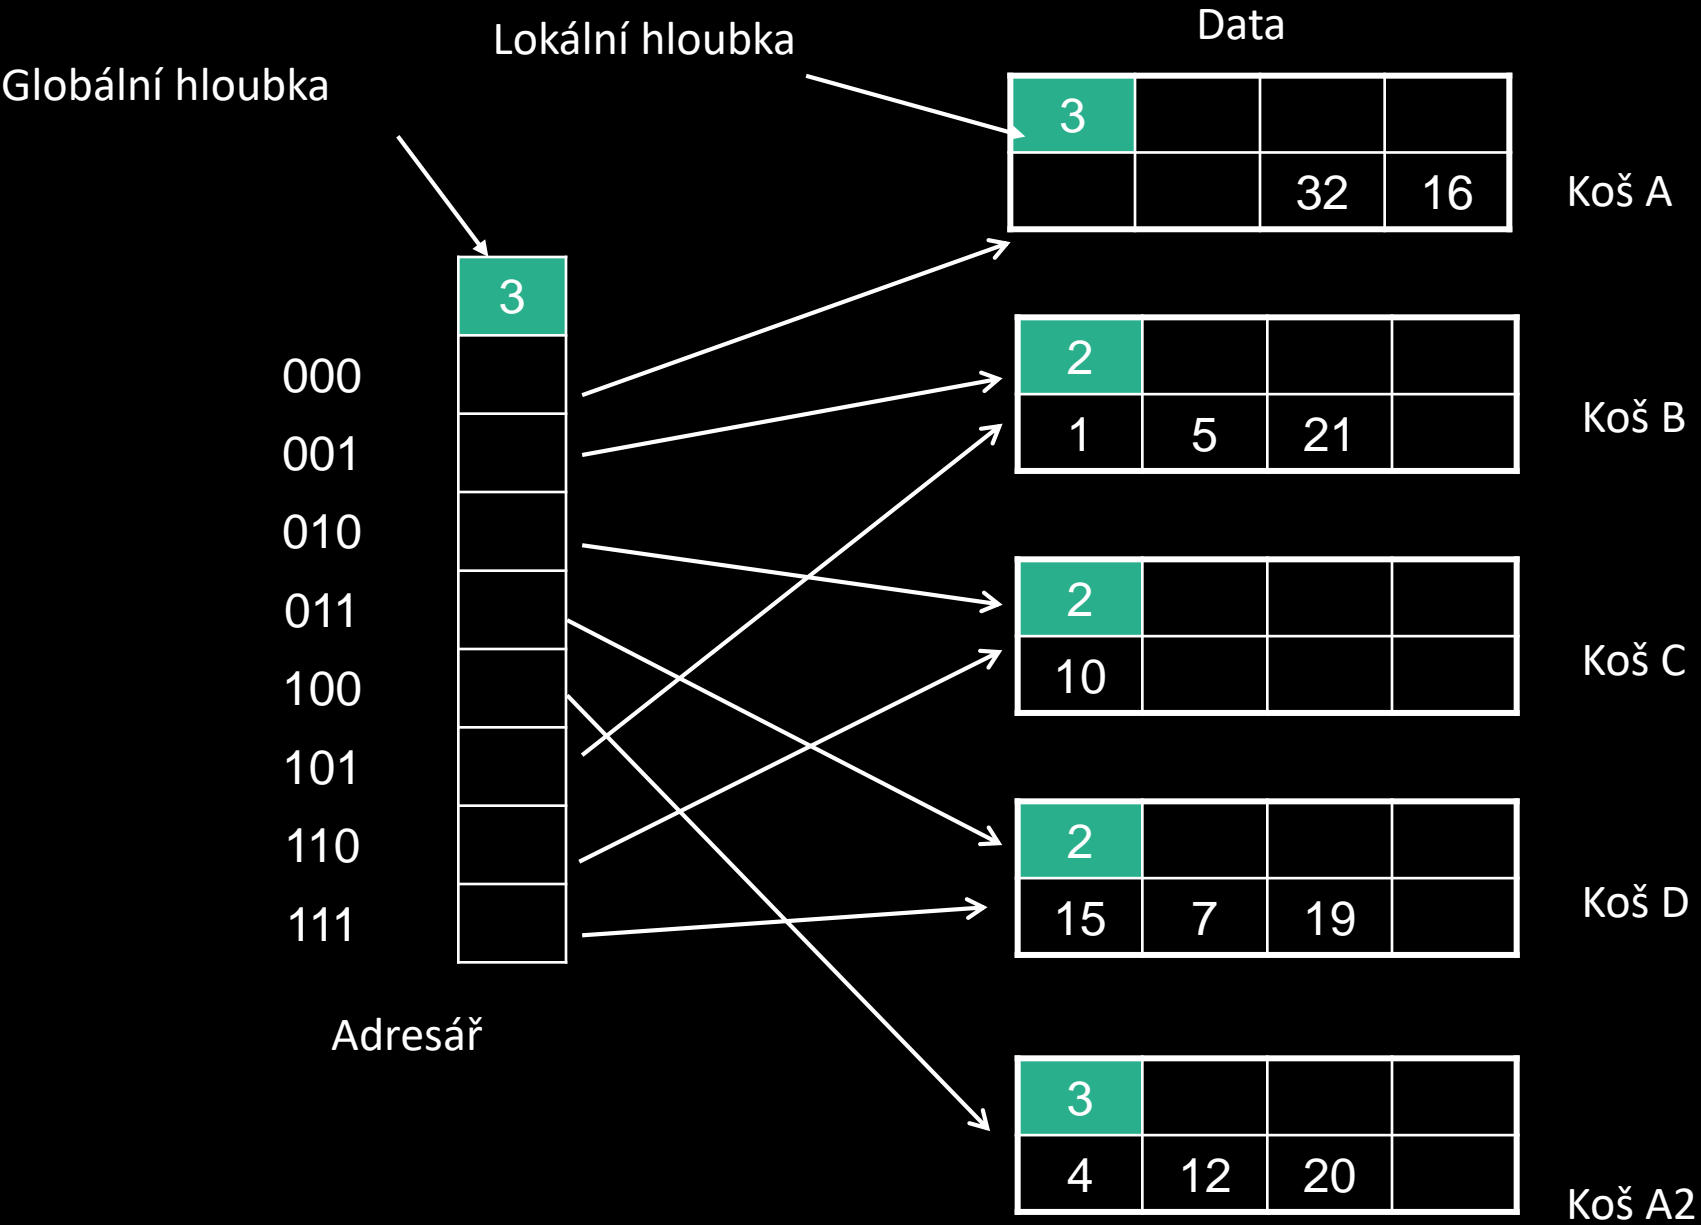 Globální hloubka
Lokální hloubka
Data
3
32 16
Koš A
3
000
001
010
011
100
101
110
111
Adresář
2
1 5 21
Koš B
2
10
Koš C
2
15 7 19
Koš D
3
4 12 20
Koš A2